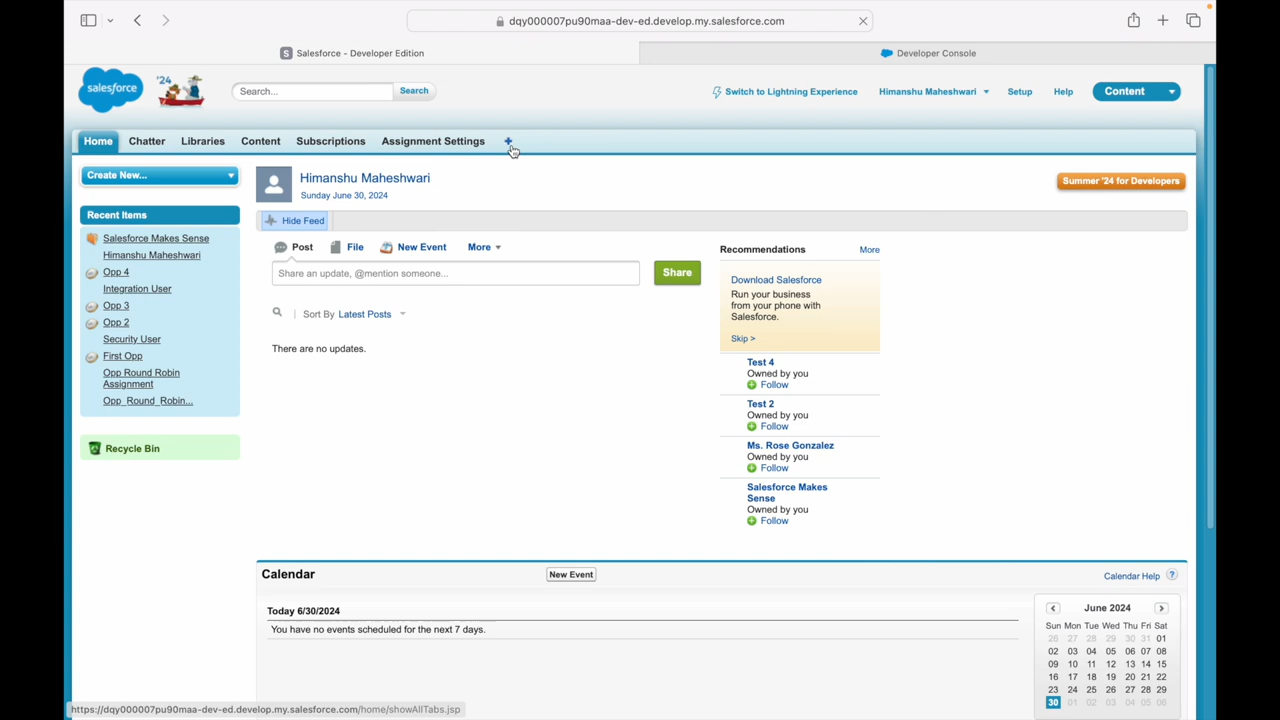 dqy000007pu90maa-dev-ed.develop.my.salesforce.com
Salesforce - Developer Edition
Developer Console
salesforce
'24
Search...
Search
Switch to Lightning Experience
Himanshu Maheshwari
Setup
Help
Content
Home
Chatter
Libraries
Content
Subscriptions
Assignment Settings
+
Create New...
Himanshu Maheshwari
Sunday June 30, 2024
Summer '24 for Developers
Recent Items
Salesforce Makes Sense
Himanshu Maheshwari
Opp 4
Integration User
Opp 3
Opp 2
Security User
First Opp
Opp Round Robin
Assignment
Opp_Round_Robin...
Recycle Bin
Hide Feed
Post
File
New Event
More
Share an update, @mention someone...
Share
Sort By Latest Posts
There are no updates.
Recommendations
More
Download Salesforce
Run your business
from your phone with
Salesforce.
Skip >
Test 4
Owned by you
Follow
Test 2
Owned by you
Follow
Ms. Rose Gonzalez
Owned by you
Follow
Salesforce Makes
Sense
Owned by you
Follow
Calendar
New Event
Calendar Help ?
Today 6/30/2024
You have no events scheduled for the next 7 days.
June 2024
Sun Mon Tue Wed Thu Fri Sat
26 27 28 29 30 31 01
02 03 04 05 06 07 08
09 10 11 12 13 14 15
16 17 18 19 20 21 22
23 24 25 26 27 28 29
30 01 02 03 04 05 06
https://dqy000007pu90maa-dev-ed.develop.my.salesforce.com/home/showAllTabs.jsp